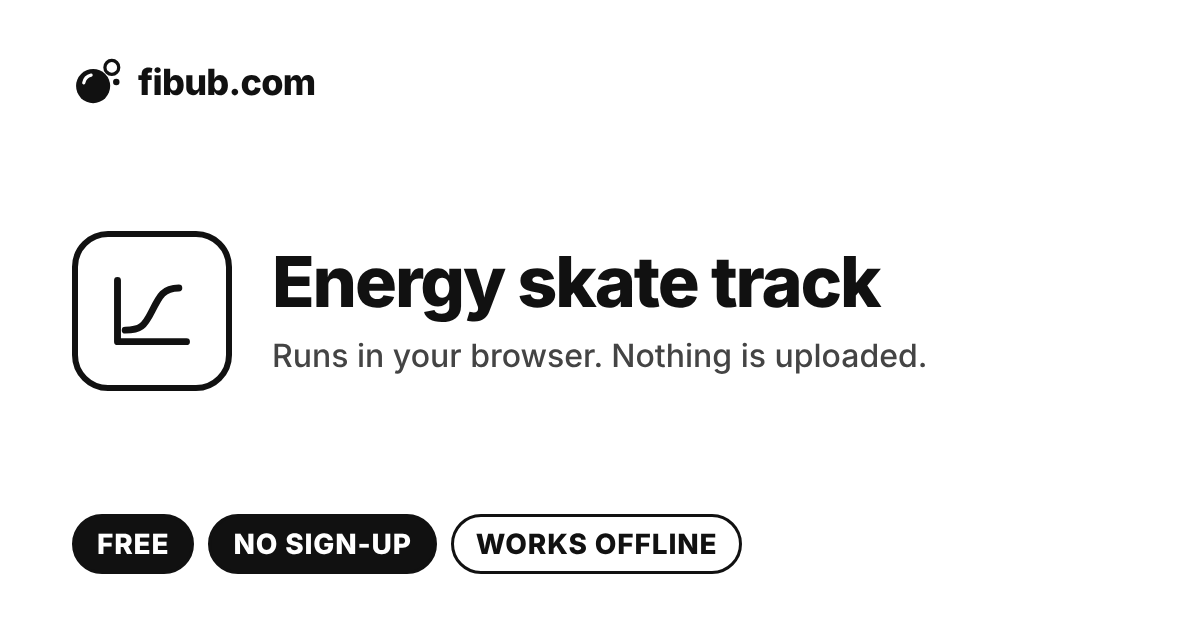 fibub.com
Energy skate track
Runs in your browser. Nothing is uploaded.
FREE
NO SIGN-UP
WORKS OFFLINE